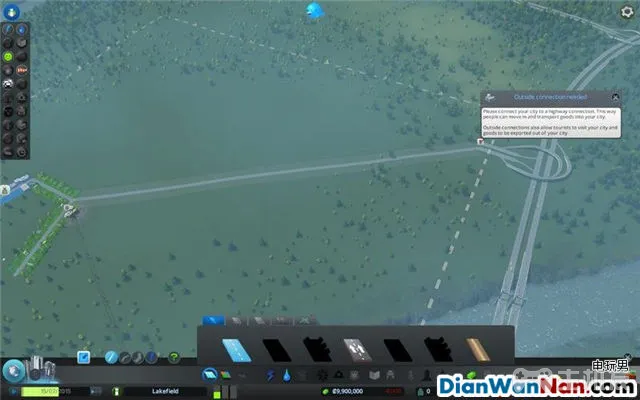 Outside connection needed
Please connect your city to a highway connection. This way
people can move in and transport goods into your city.
Outside connections also allow tourists to visit your city and
goods to be exported out of your city.
Lakefield
₡9,900,000
0
电玩男
DianWanNan.com